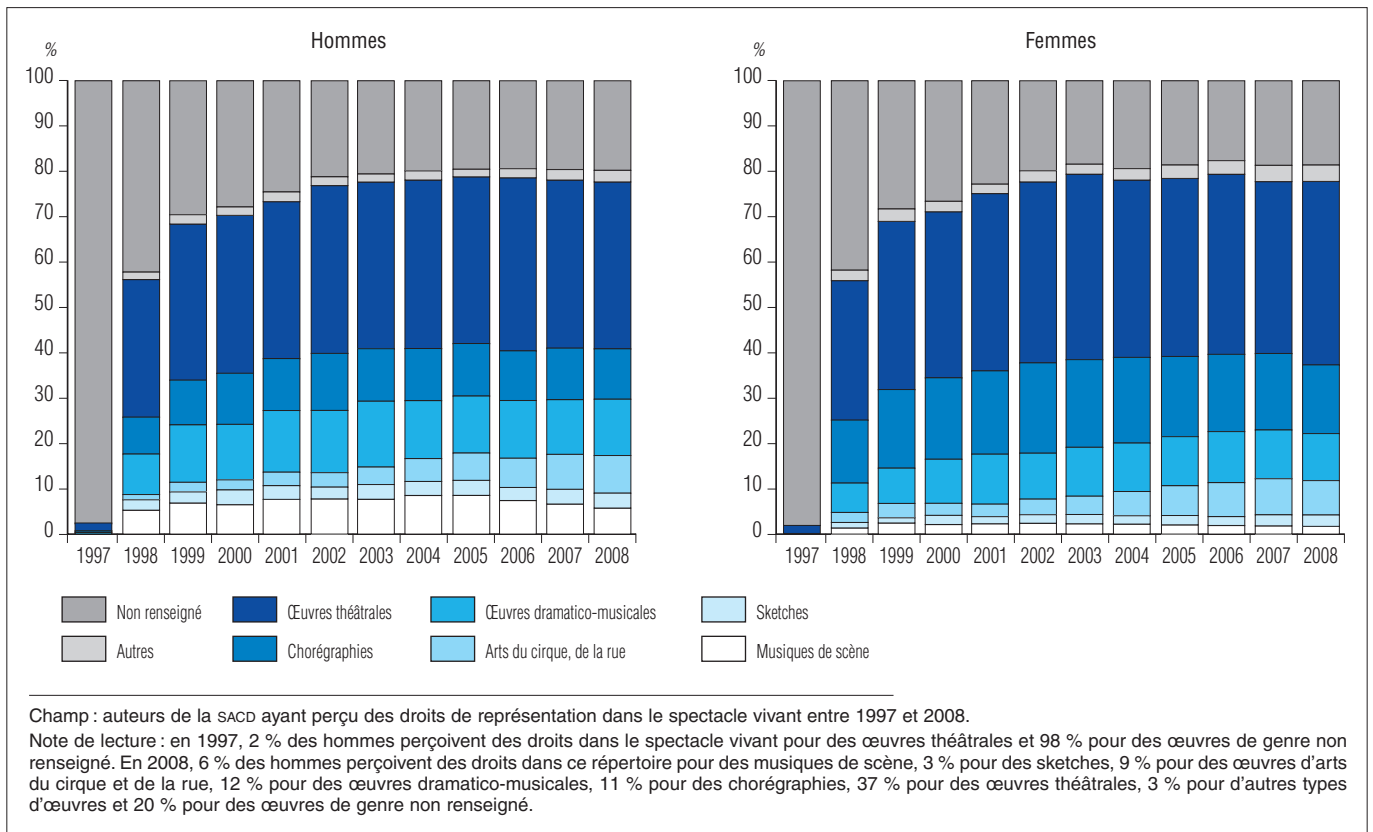 Hommes
%
100
90
80
70
60
50
40
30
20
10
0
1997 1998 1999 2000 2001 2002 2003 2004 2005 2006 2007 2008
Femmes
%
100
90
80
70
60
50
40
30
20
10
0
1997 1998 1999 2000 2001 2002 2003 2004 2005 2006 2007 2008
Non renseigné Œuvres théâtrales Œuvres dramatico-musicales Sketches
Autres Chorégraphies Arts du cirque, de la rue Musiques de scène
Champ : auteurs de la SACD ayant perçu des droits de représentation dans le spectacle vivant entre 1997 et 2008.
Note de lecture : en 1997, 2 % des hommes perçoivent des droits dans le spectacle vivant pour des œuvres théâtrales et 98 % pour des œuvres de genre non
renseigné. En 2008, 6 % des hommes perçoivent des droits dans ce répertoire pour des musiques de scène, 3 % pour des sketches, 9 % pour des œuvres d'arts
du cirque et de la rue, 12 % pour des œuvres dramatico-musicales, 11 % pour des chorégraphies, 37 % pour des œuvres théâtrales, 3 % pour d'autres types
d'œuvres et 20 % pour des œuvres de genre non renseigné.